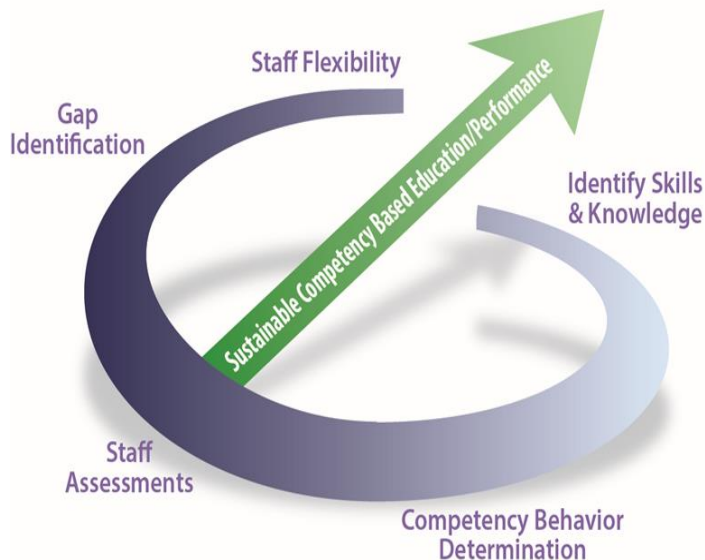 Staff Flexibility
Gap
Identification
Sustainable Competency Based Education/Performance
Identify Skills
& Knowledge
Staff
Assessments
Competency Behavior
Determination